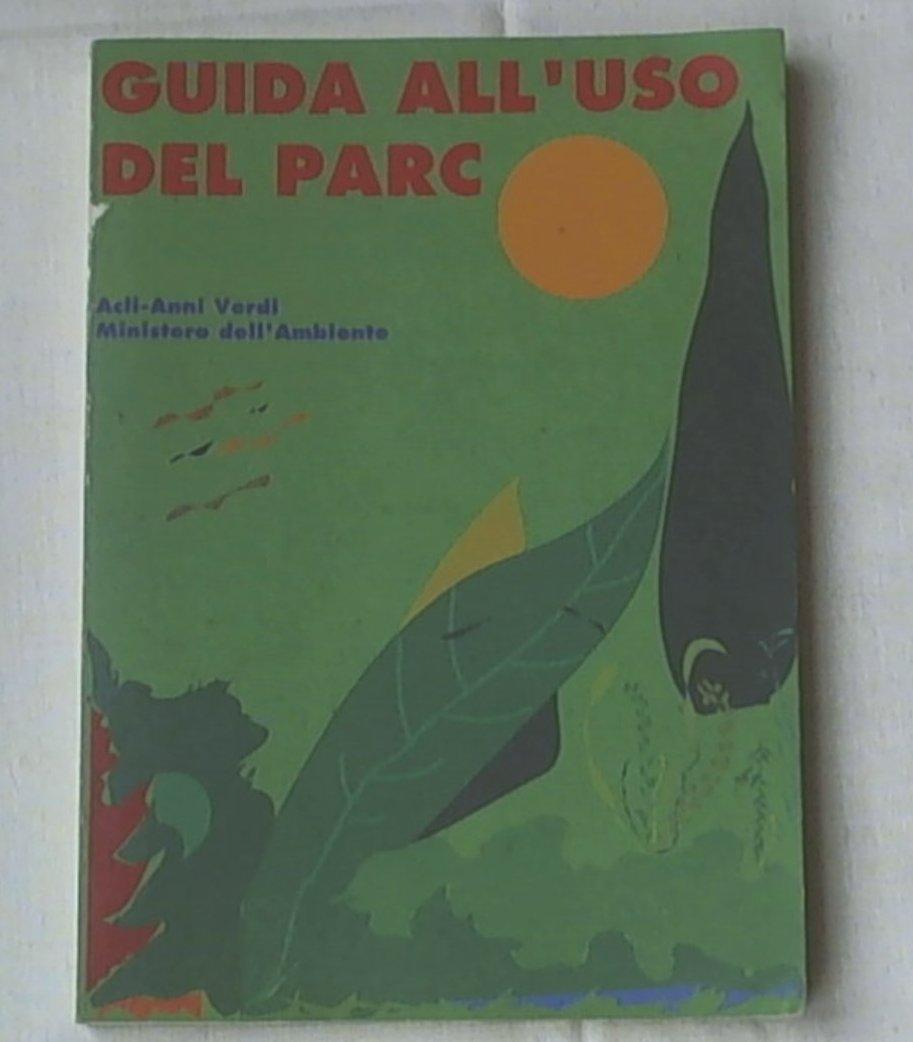 GUIDA ALL'USO
DEL PARC
Acli-Anni Verdi
Ministero dell'Ambiente